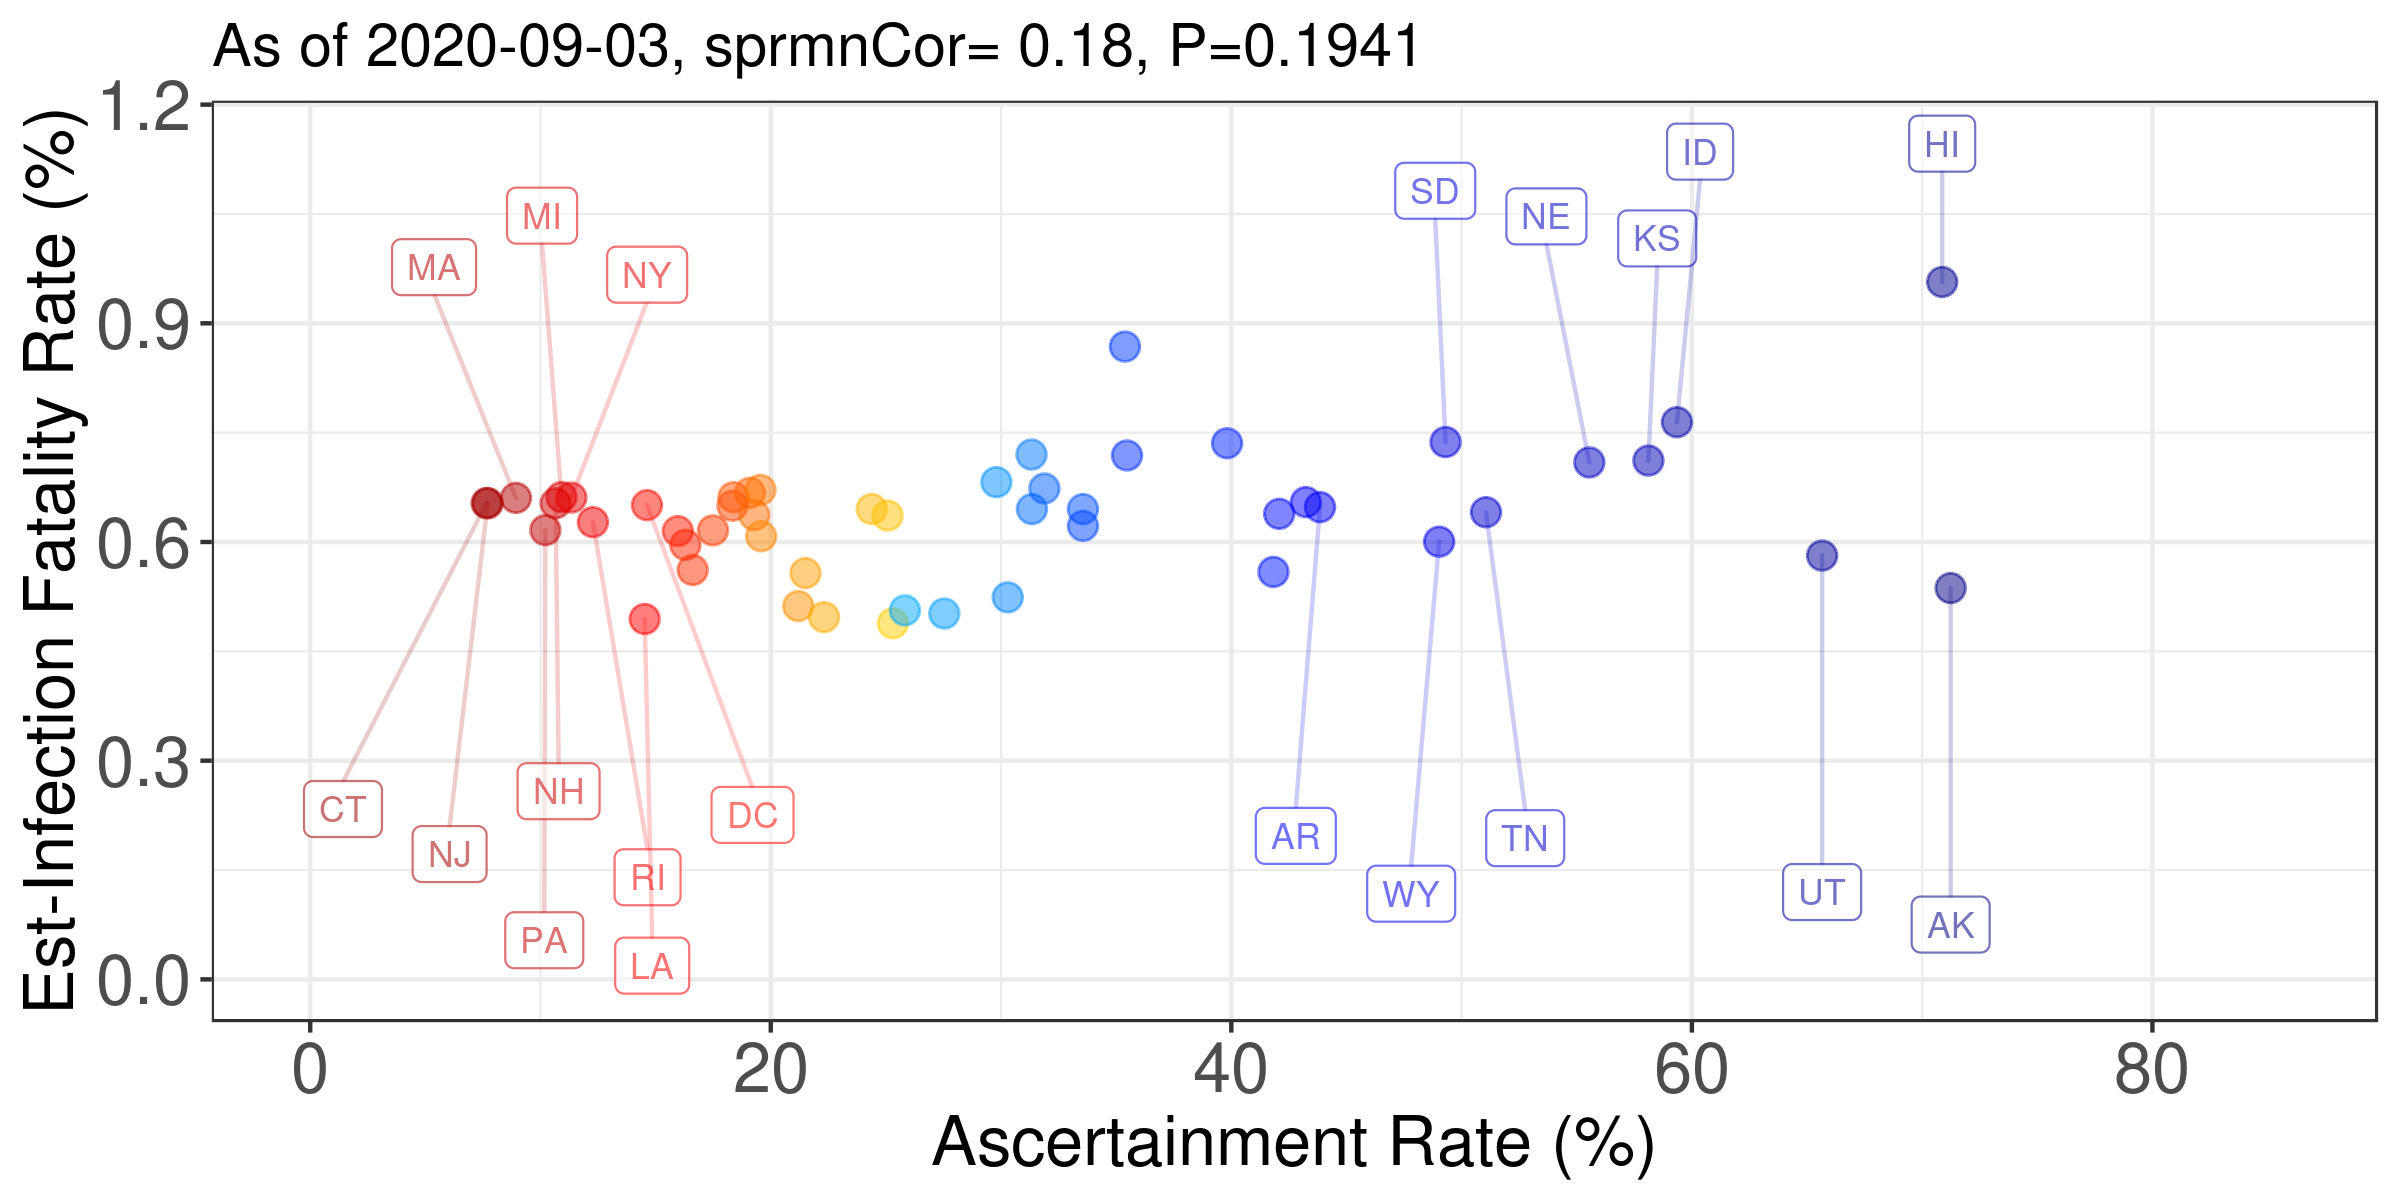 As of 2020-09-03, sprmnCor= 0.18, P=0.1941
Est-Infection Fatality Rate (%)
1.2
0.9
0.6
0.3
0.0
HI
ID
SD
NE
MI
KS
MA
NY
NH
CT
DC
AR
TN
NJ
RI
UT
WY
AK
PA
LA
0
20
40
60
80
Ascertainment Rate (%)